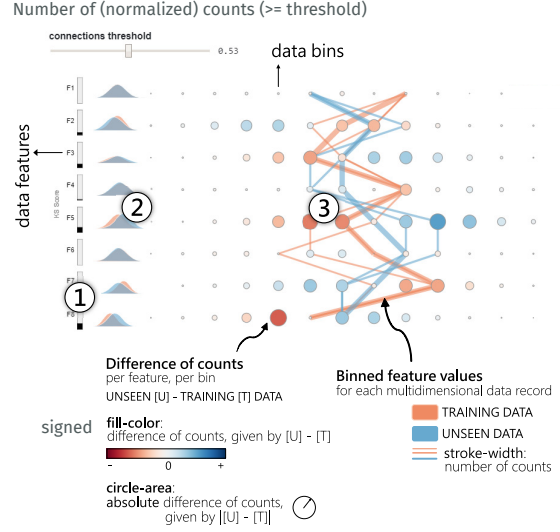 Number of (normalized) counts (>= threshold)
connections threshold
0.53
data bins
F1
F2
F3
F4
F5
F6
F7
F8
data features
KS Score
1
2
3
Difference of counts
per feature, per bin
UNSEEN [U] - TRAINING [T] DATA
signed
fill-color:
difference of counts, given by [U] - [T]
- 0 +
circle-area:
absolute difference of counts,
given by |[U] - [T]|
Binned feature values
for each multidimensional data record
TRAINING DATA
UNSEEN DATA
stroke-width:
number of counts